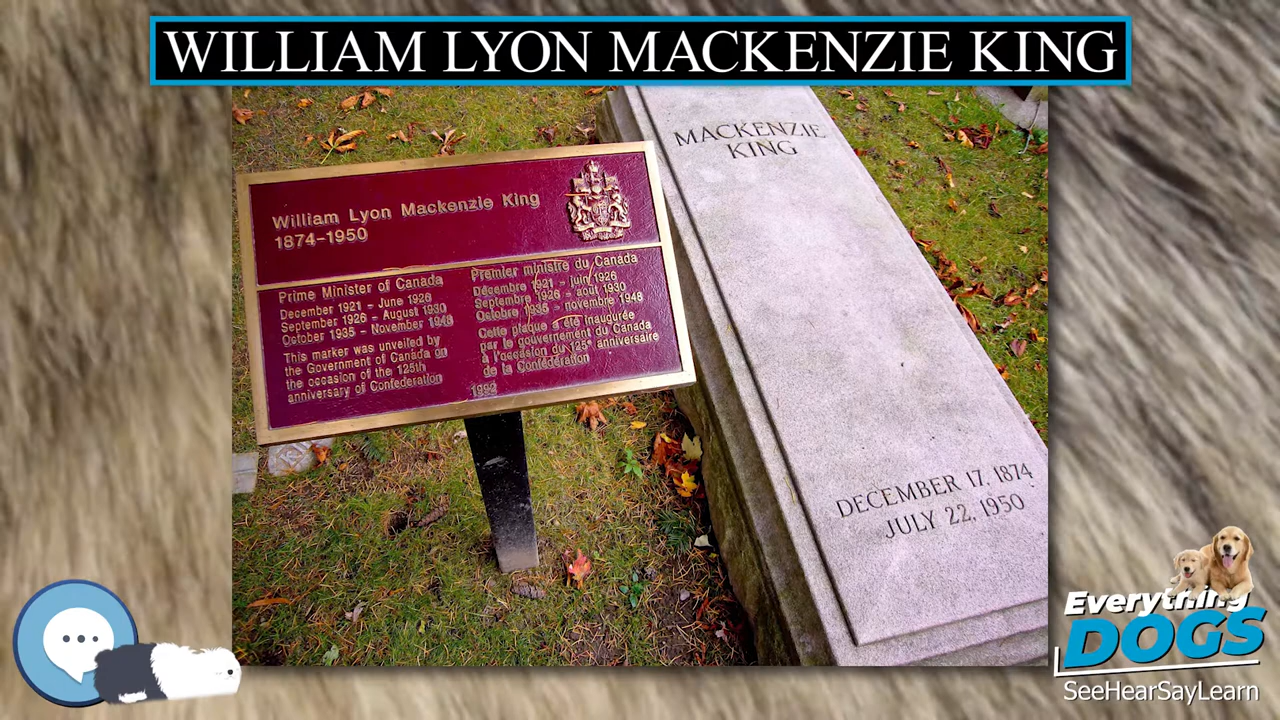 WILLIAM LYON MACKENZIE KING
William Lyon Mackenzie King
1874-1950
Prime Minister of Canada
December 1921 - June 1926
September 1926 - August 1930
October 1935 - November 1948
This marker was unveiled by
the Government of Canada on
the occasion of the 125th
anniversary of Confederation
Premier ministre du Canada
Décembre 1921 - juin 1926
Septembre 1926 - août 1930
Octobre 1935 - novembre 1948
Cette plaque a été inaugurée
par le gouvernement du Canada
à l'occasion du 125e anniversaire
de la Confédération
1992
MACKENZIE
KING
DECEMBER 17, 1874
JULY 22, 1950
Everything
DOGS
SeeHearSayLearn